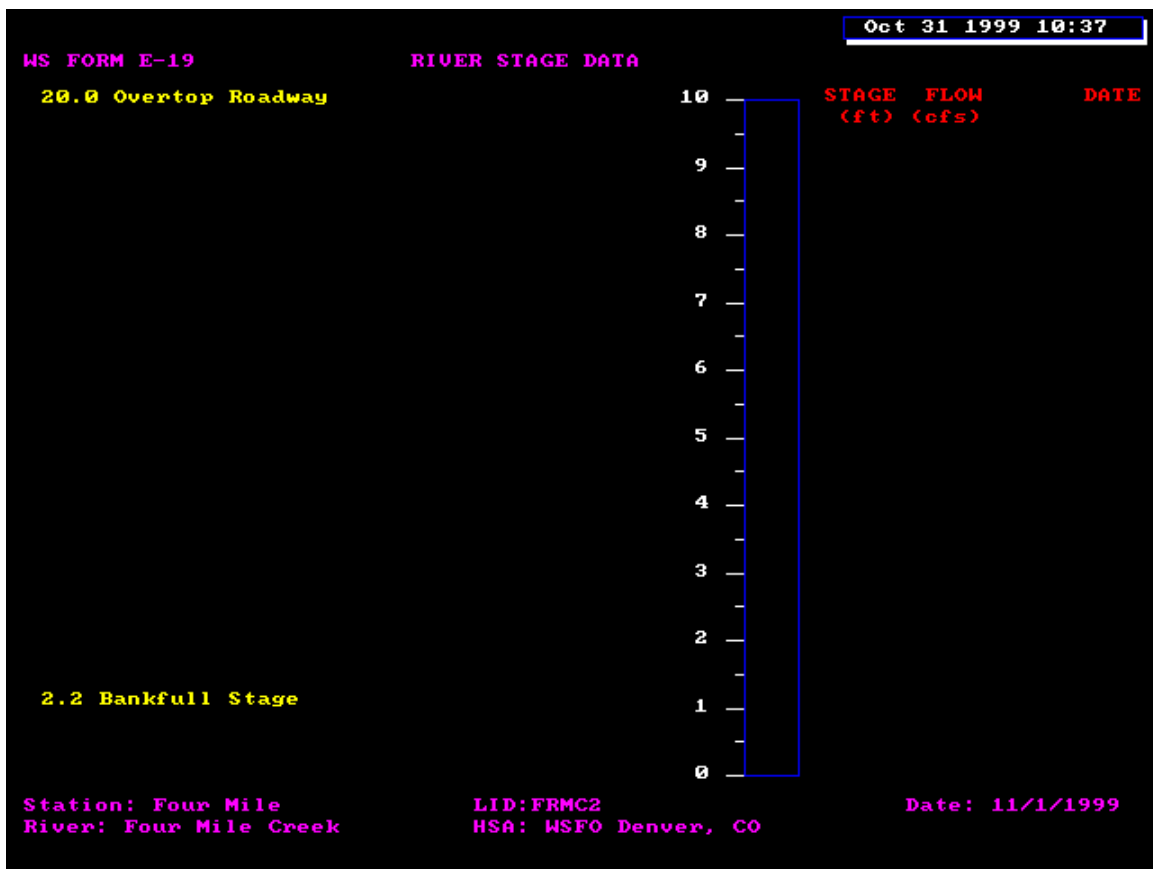 Oct 31 1999 10:37
WS FORM E-19 RIVER STAGE DATA
20.0 Overtop Roadway 10 STAGE FLOW DATE
(ft) (cfs)
9
8
7
6
5
4
3
2
2.2 Bankfull Stage 1
0
Station: Four Mile LID:FRMC2 Date: 11/1/1999
River: Four Mile Creek HSA: WSFO Denver, CO